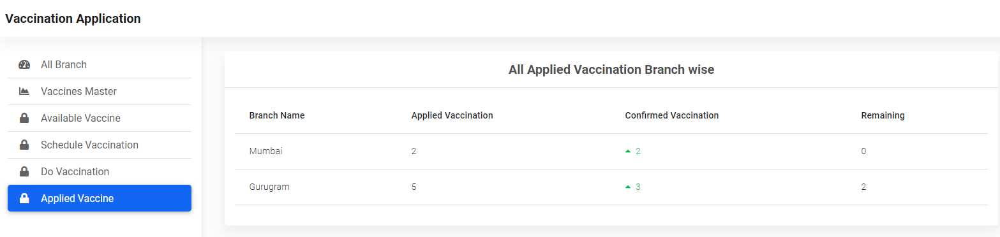 Vaccination Application
All Branch
Vaccines Master
Available Vaccine
Schedule Vaccination
Do Vaccination
Applied Vaccine
All Applied Vaccination Branch wise
Branch Name Applied Vaccination Confirmed Vaccination Remaining
Mumbai 2 2 0
Gurugram 5 3 2